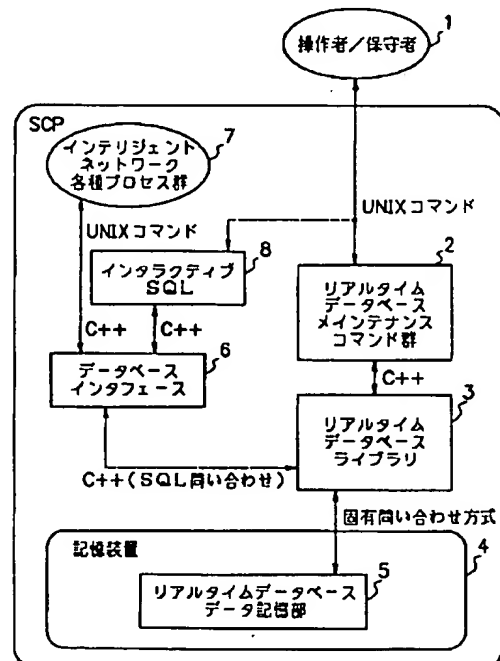 1
操作者/保守者
SCP
7
インテリジェント
ネットワーク
各種プロセス群
UNIXコマンド
UNIXコマンド
8
インタラクティブ
SQL
2
リアルタイム
データベース
メインテナンス
コマンド群
C++
C++
6
データベース
インタフェース
C++
3
リアルタイム
データベース
ライブラリ
C++(SQL問い合わせ)
固有問い合わせ方式
記憶装置
4
5
リアルタイムデータベース
データ記憶部